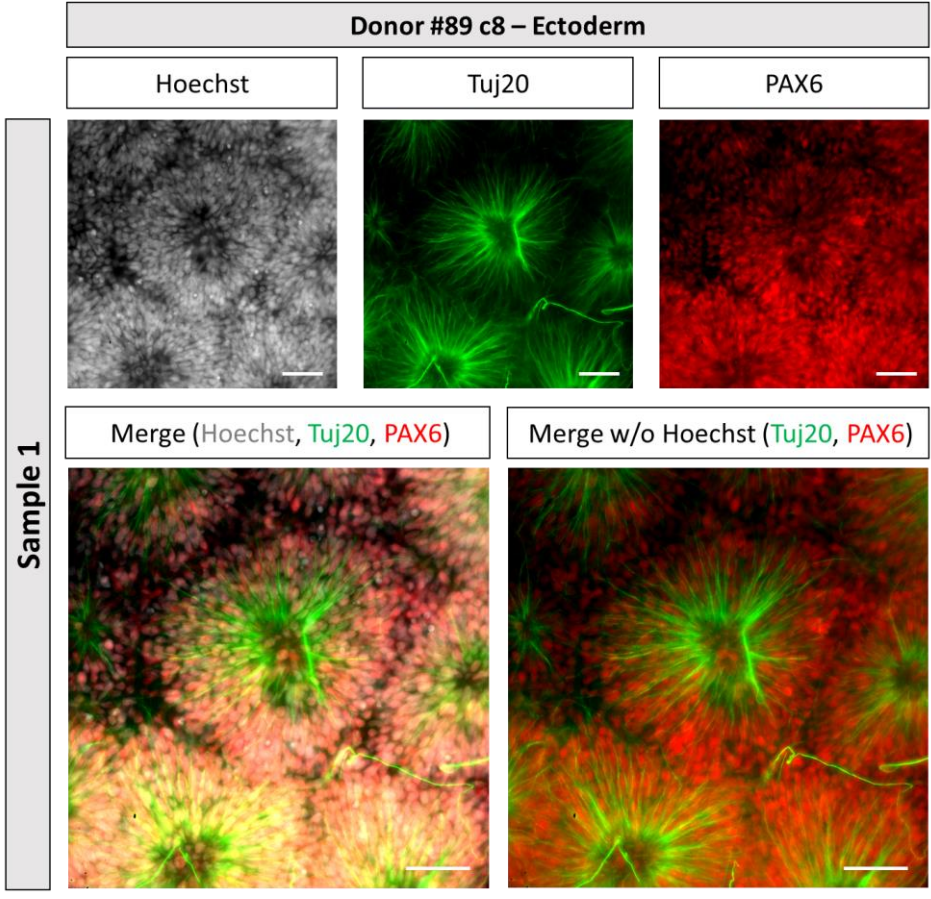 Donor #89 c8 – Ectoderm
Hoechst
Tuj20
PAX6
Sample 1
Merge (Hoechst, Tuj20, PAX6)
Merge w/o Hoechst (Tuj20, PAX6)